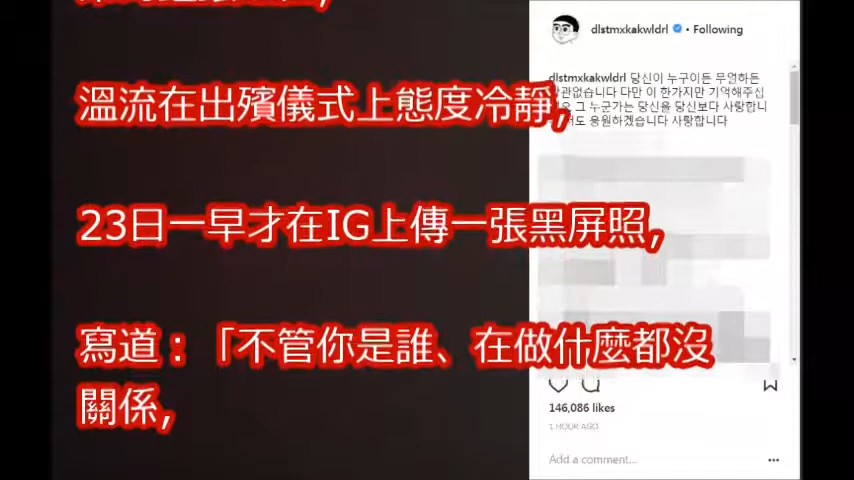 溫流在出殯儀式上態度冷靜,
23日一早才在IG上傳一張黑屏照,
寫道：「不管你是誰、在做什麼都沒
關係,
dlstmxkakwldrl • Following
dlstmxkakwldrl 당신이 누구이든 무얼하든
관없습니다 다만 이 한가지만 기억해주십
그 누군가는 당신을 당신보다 사랑합니
도 응원하겠습니다 사랑합니다
146,086 likes
1 HOUR AGO
Add a comment...